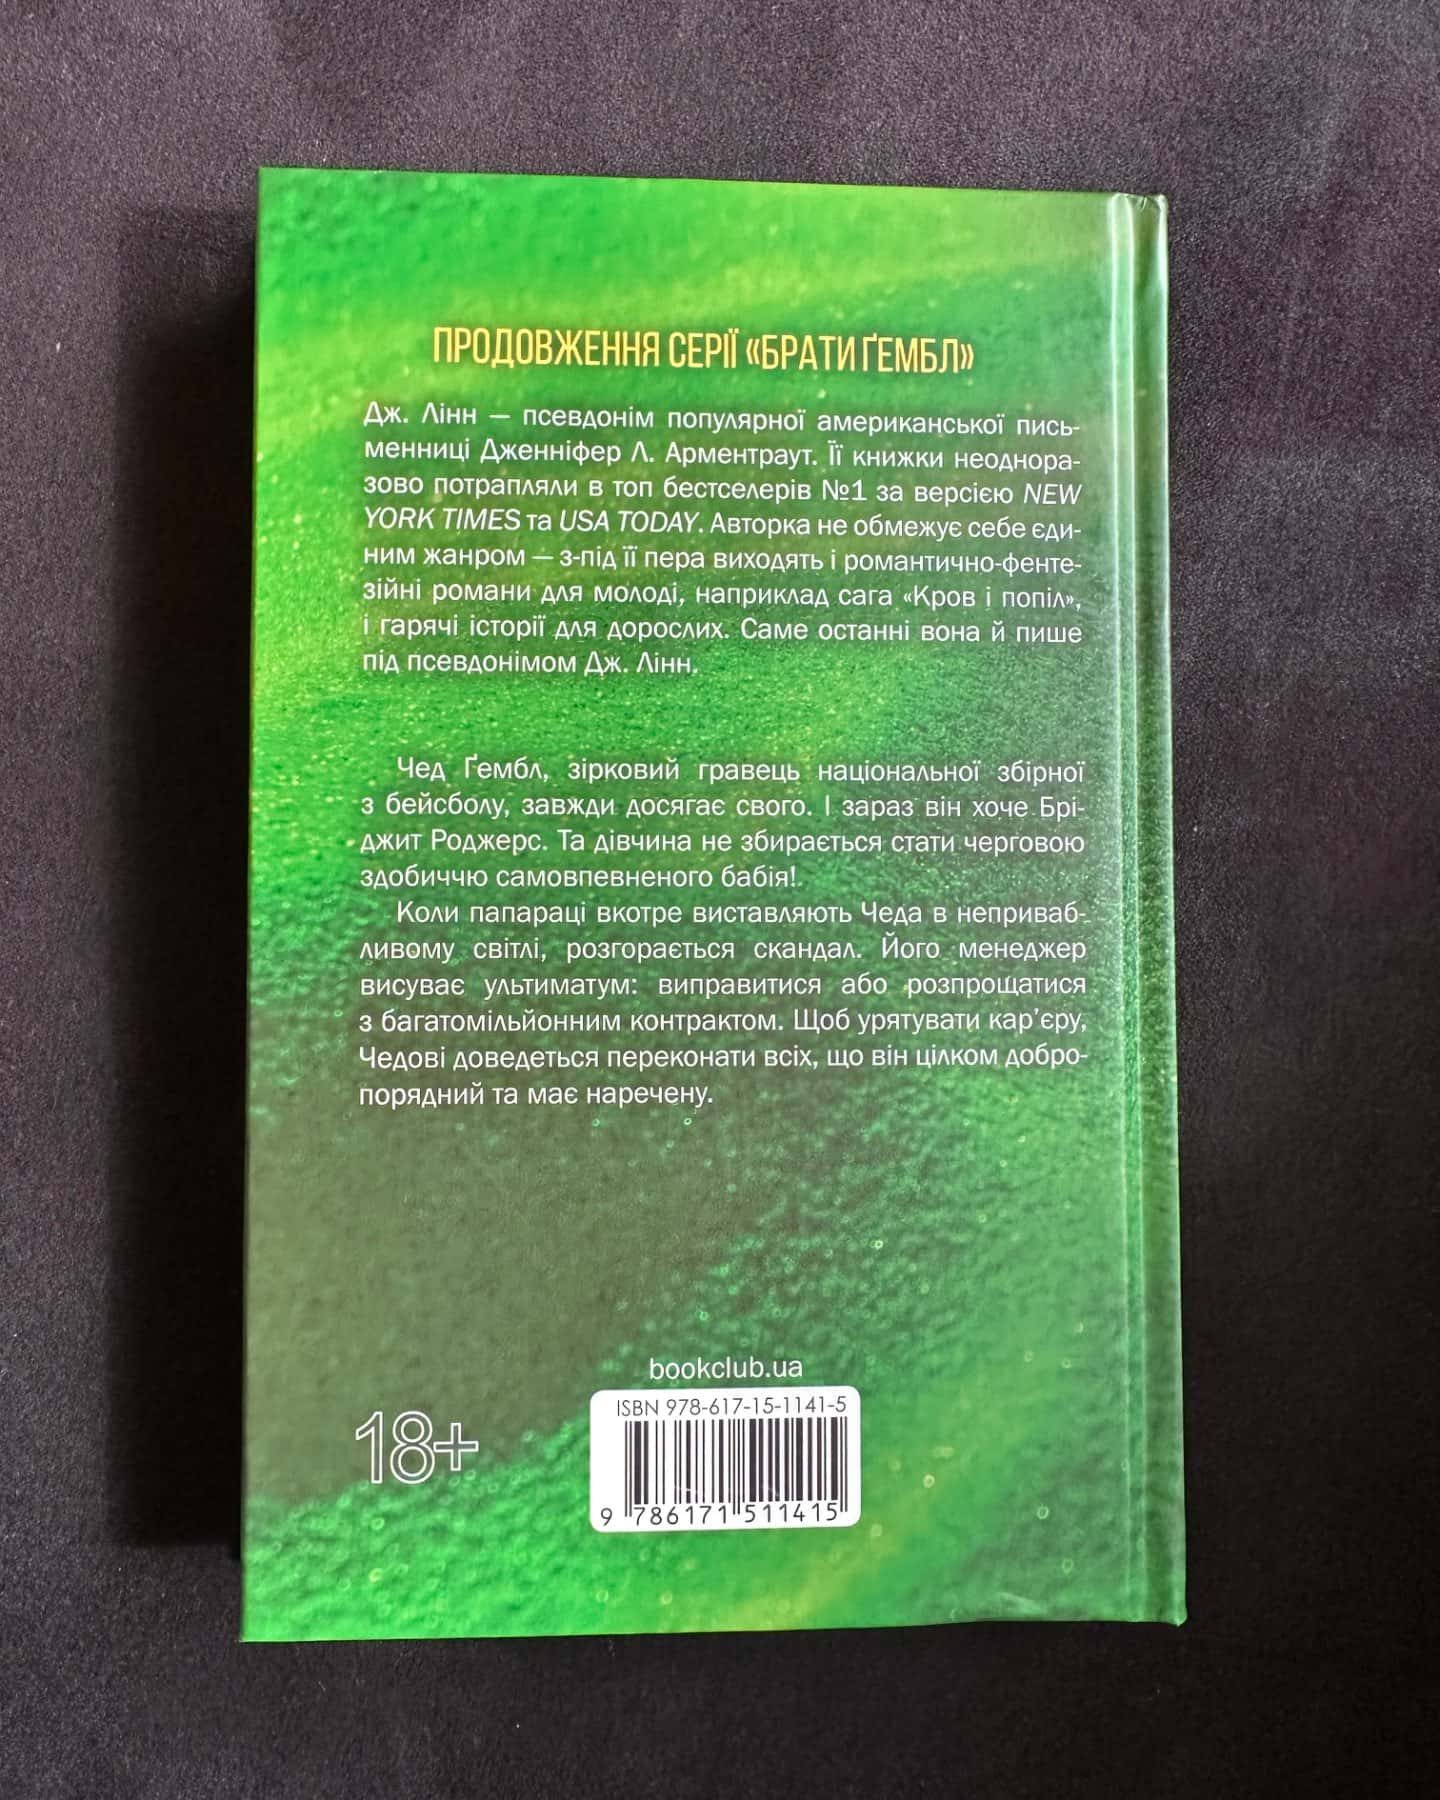 ПРОДОВЖЕННЯ СЕРІЇ «БРАТИ ҐЕМБЛ»
Дж. Лінн — псевдонім популярної американської пись-
менниці Дженніфер Л. Арментраут. Її книжки неоднора-
зово потрапляли в топ бестселерів №1 за версією NEW
YORK TIMES та USA TODAY. Авторка не обмежує себе єди-
ним жанром — з-під її пера виходять і романтично-фенте-
зійні романи для молоді, наприклад сага «Кров і попіл»,
і гарячі історії для дорослих. Саме останні вона й пише
під псевдонімом Дж. Лінн.
Чед Ґембл, зірковий гравець національної збірної
з бейсболу, завжди досягає свого. І зараз він хоче Брі-
джит Роджерс. Та дівчина не збирається стати черговою
здобиччю самовпевненого бабія!
Коли папараці вкотре виставляють Чеда в неприваб-
ливому світлі, розгорається скандал. Його менеджер
висуває ультиматум: виправитися або розпрощатися
з багатомільйонним контрактом. Щоб урятувати кар’єру,
Чедові доведеться переконати всіх, що він цілком добро-
порядний та має наречену.
bookclub.ua
ISBN 978-617-15-1141-5
18+
9 786171 511415